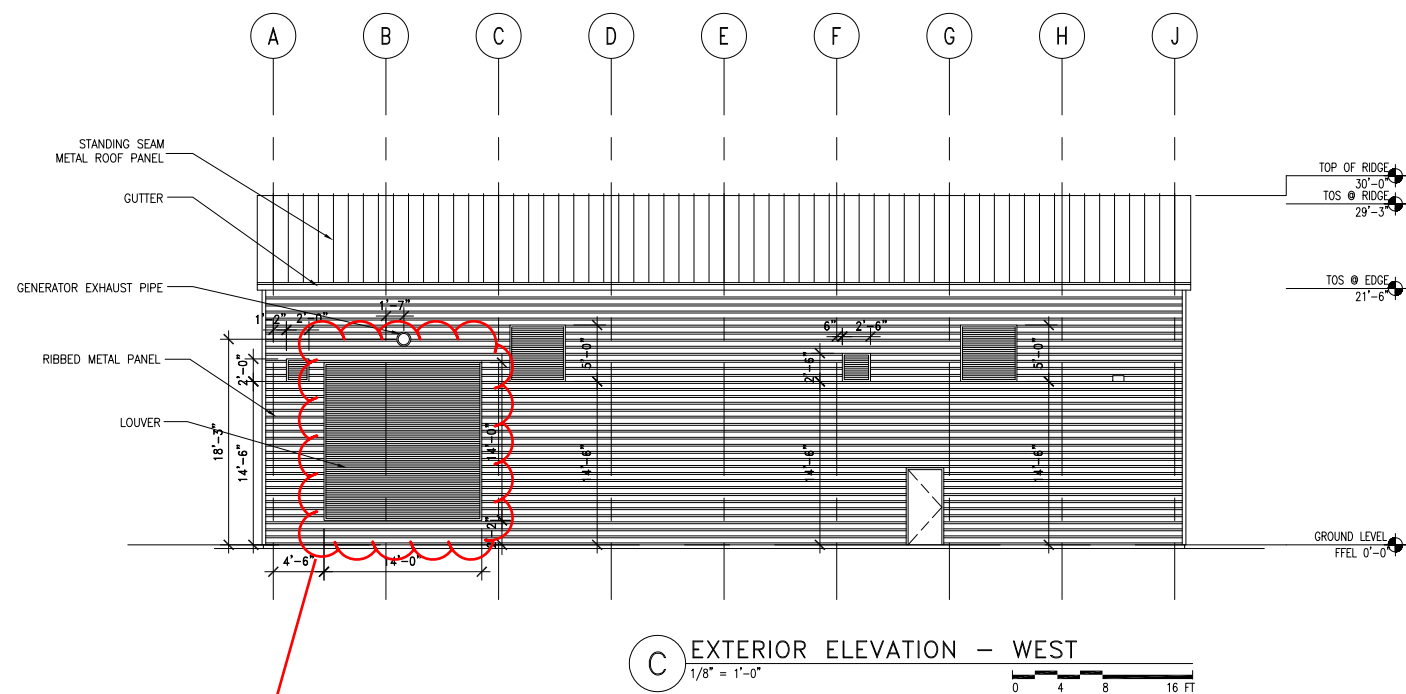 A B C D E F G H J
STANDING SEAM
METAL ROOF PANEL
GUTTER
GENERATOR EXHAUST PIPE
RIBBED METAL PANEL
LOUVER
TOP OF RIDGE
30'-0"
TOS @ RIDGE
29'-3"
TOS @ EDGE
21'-6"
GROUND LEVEL
FFEL 0'-0"
1'-7"
1'-2" 2'-0"
6" 2'-6"
2'-0"
5'-0"
2'-6"
5'-0"
18'-3"
14'-6"
14'-0"
14'-6"
14'-6"
14'-6"
4'-6" 14'-0"
C EXTERIOR ELEVATION - WEST
1/8" = 1'-0"
0 4 8 16 FT